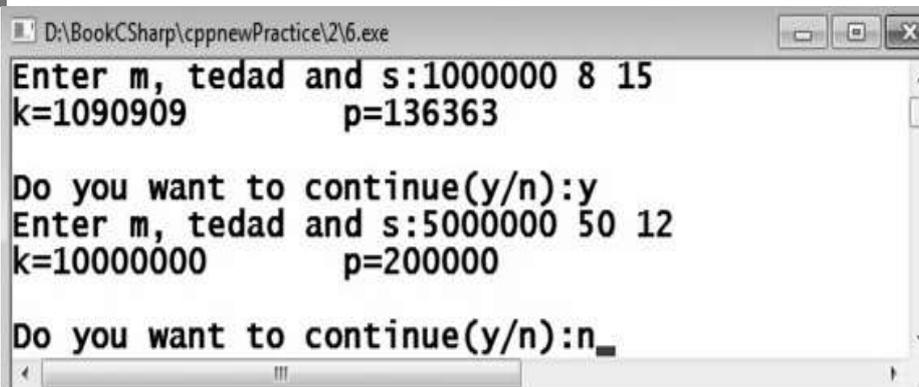 D:\BookCSharp\cppnewPractice\2\6.exe
Enter m, tedad and s:1000000 8 15
k=1090909 p=136363
Do you want to continue(y/n):y
Enter m, tedad and s:5000000 50 12
k=10000000 p=200000
Do you want to continue(y/n):n